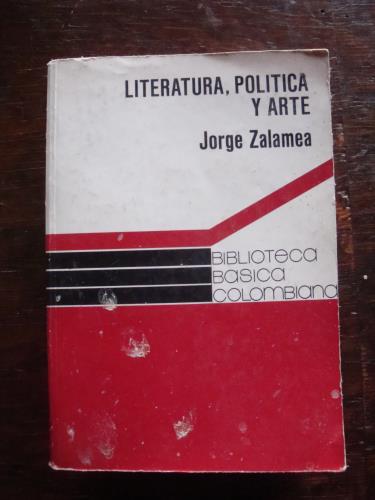 LITERATURA, POLITICA
Y ARTE
Jorge Zalamea
BIBLIOTECA
BASICA
COLOMBIANA